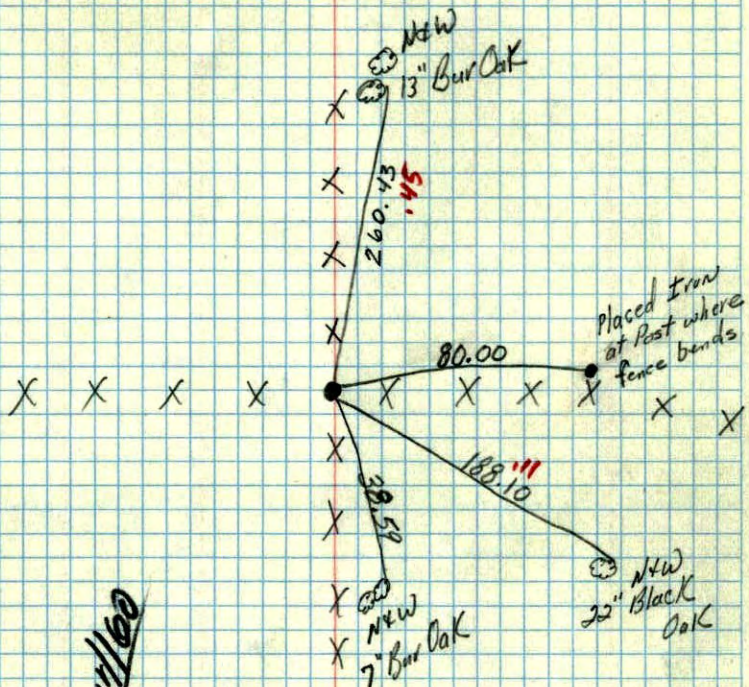 N&W
13" Bur Oak
260.43
.45
Placed Iron
at Post where
fence bends
80.00
188.10
"'
38.59
N&W
22" Black
Oak
N&W
7" Bur Oak